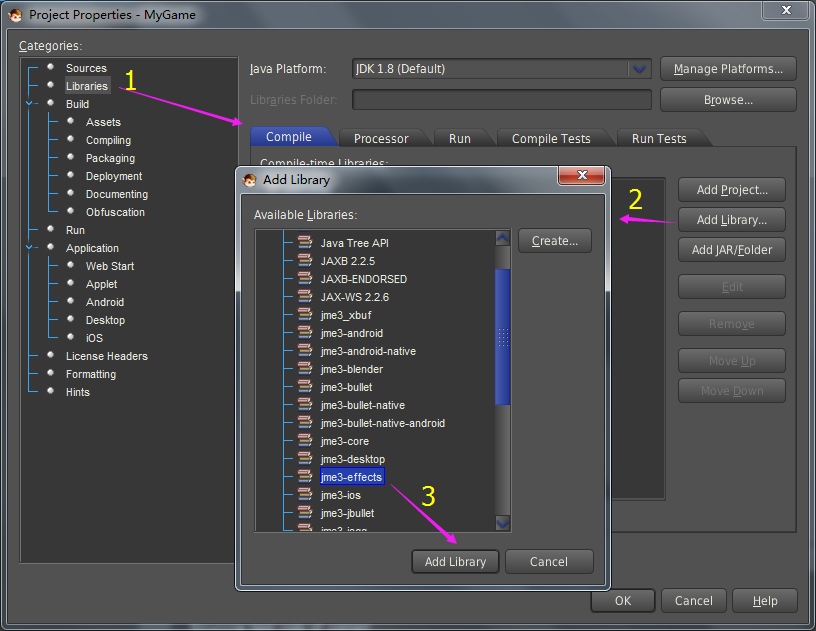 Project Properties - MyGame
Categories:
Sources
Libraries
Build
Assets
Compiling
Packaging
Deployment
Documenting
Obfuscation
Run
Application
Web Start
Applet
Android
Desktop
iOS
License Headers
Formatting
Hints
1
Java Platform:
JDK 1.8 (Default)
Manage Platforms...
Libraries Folder:
Browse...
Compile
Processor
Run
Compile Tests
Run Tests
Compile-time Libraries:
Add Project...
2
Add Library...
Add JAR/Folder
Edit
Remove
Move Up
Move Down
Add Library
Available Libraries:
Java Tree API
JAXB 2.2.5
JAXB-ENDORSED
JAX-WS 2.2.6
jme3_xbuf
jme3-android
jme3-android-native
jme3-blender
jme3-bullet
jme3-bullet-native
jme3-bullet-native-android
jme3-core
jme3-desktop
jme3-effects
jme3-ios
jme3-jbullet
Create...
3
Add Library
Cancel
OK
Cancel
Help